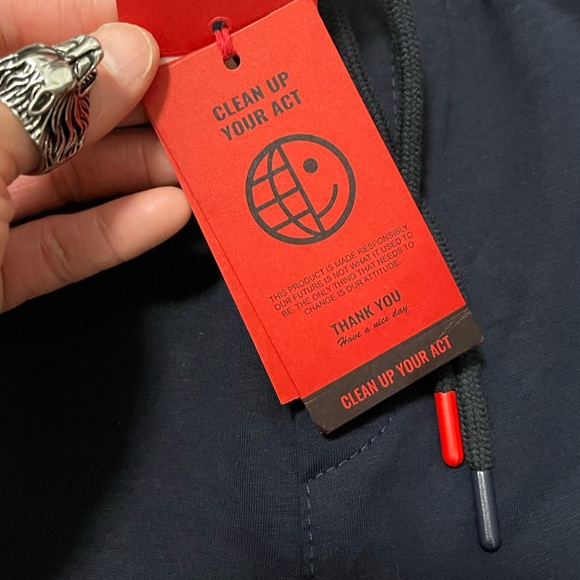 CLEAN UP
YOUR ACT
THIS PRODUCT IS MADE RESPONSIBLY.
OUR FUTURE IS NOT WHAT IT USED TO
BE THE ONLY THING THAT NEEDS TO
CHANGE IS OUR ATTITUDE.
THANK YOU
Have a nice day
CLEAN UP YOUR ACT